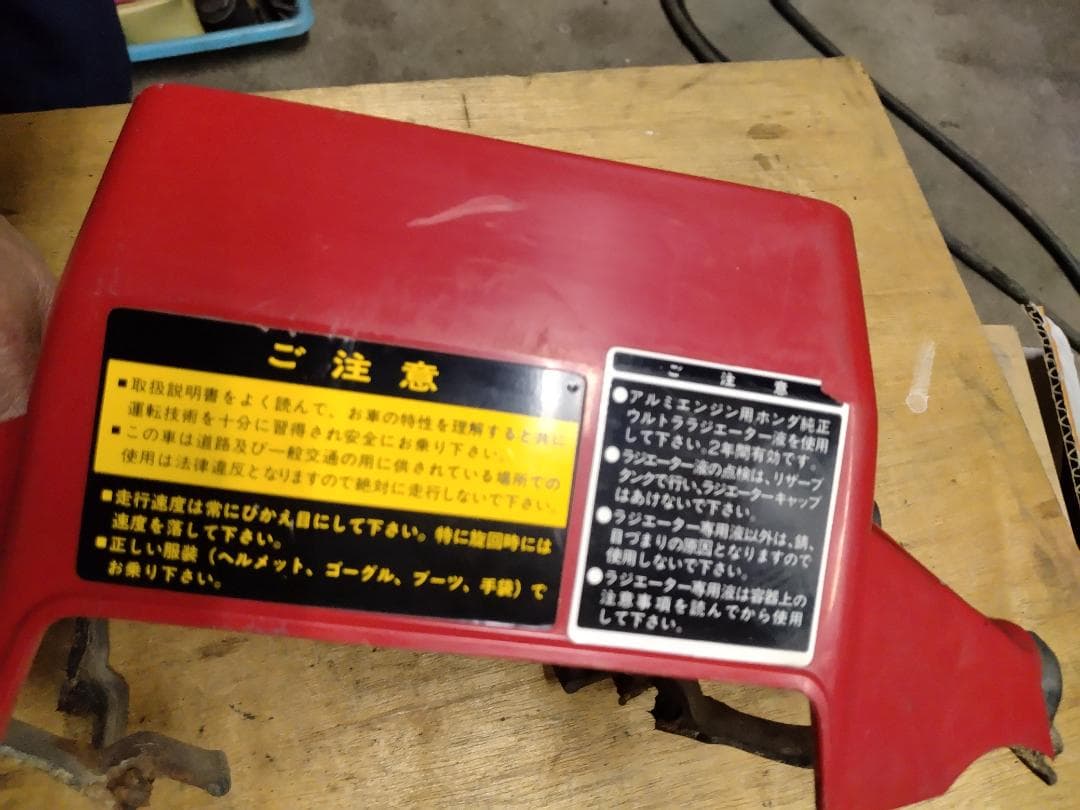 ご注意
■取扱説明書をよく読んで、お車の特性を理解すると共に
運転技術を十分に習得され安全にお乗り下さい。
■この車は道路及び一般交通の用に供されている場所での
使用は法律違反となりますので絶対に走行しないで下さい。
■走行速度は常にひかえ目にして下さい。特に旋回時には
速度を落して下さい。
■正しい服装(ヘルメット、ゴーグル、ブーツ、手袋)で
お乗り下さい。
ご注意
●アルミエンジン用ホンダ純正
ウルトララジエーター液を使用
して下さい。2年間有効です。
●ラジエーター液の点検は、リザーブ
タンクで行い、ラジエーターキャップ
はあけないで下さい。
●ラジエーター専用液以外は、錆、
目づまりの原因となりますので
使用しないで下さい。
●ラジエーター専用液は容器上の
注意事項を読んでから使用
して下さい。